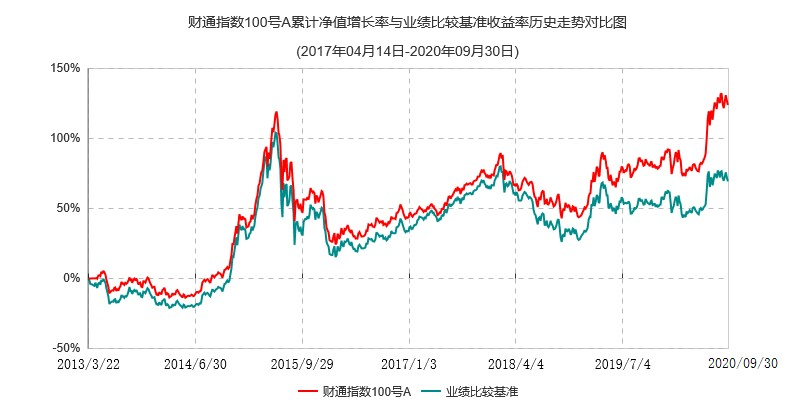 财通指数100号A累计净值增长率与业绩比较基准收益率历史走势对比图
(2017年04月14日-2020年09月30日)
150%
100%
50%
0%
-50%
2013/3/22 2014/6/30 2015/9/29 2017/1/3 2018/4/4 2019/7/4 2020/09/30
财通指数100号A 业绩比较基准